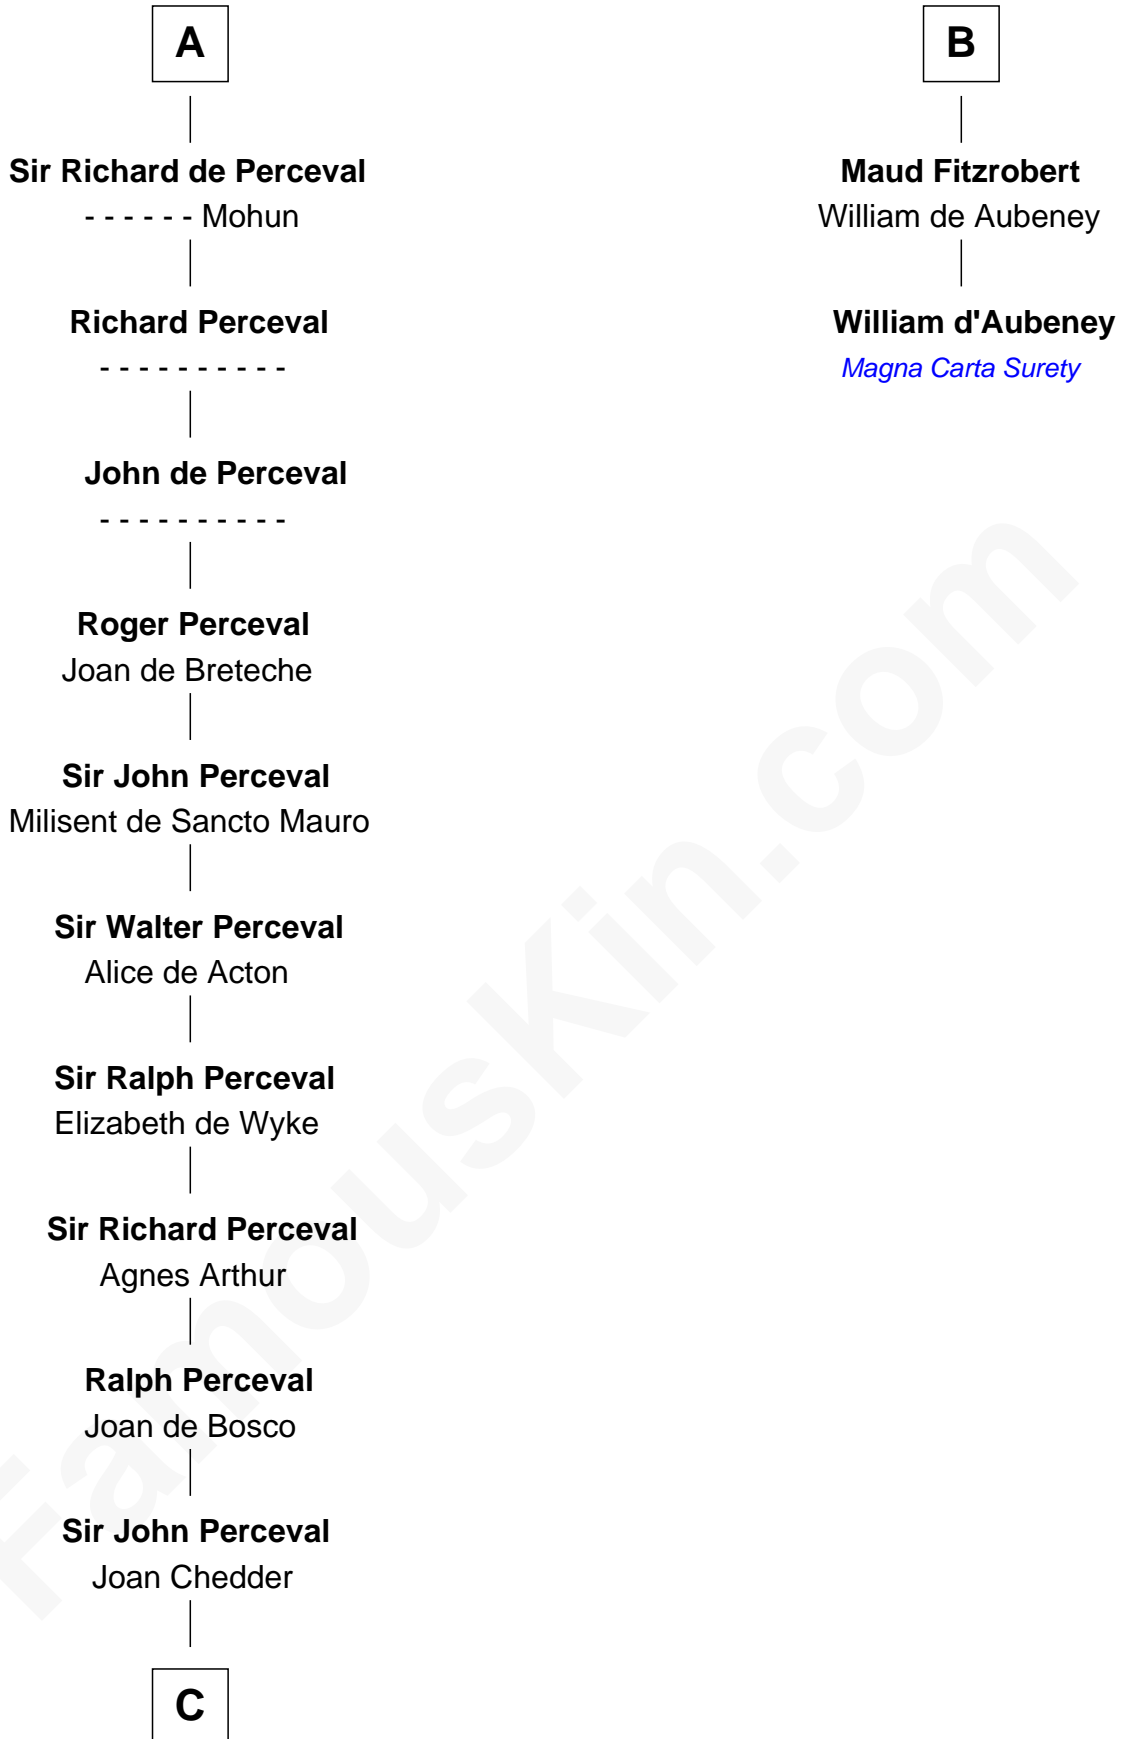 A
Sir Richard de Perceval
- - - - - - Mohun
Richard Perceval
- - - - - - - - - -
John de Perceval
- - - - - - - - - -
Roger Perceval
Joan de Breteche
Sir John Perceval
Milisent de Sancto Mauro
Sir Walter Perceval
Alice de Acton
Sir Ralph Perceval
Elizabeth de Wyke
Sir Richard Perceval
Agnes Arthur
Ralph Perceval
Joan de Bosco
Sir John Perceval
Joan Chedder
C
B
Maud Fitzrobert
William de Aubeney
William d'Aubeney
Magna Carta Surety
FamousKin.com